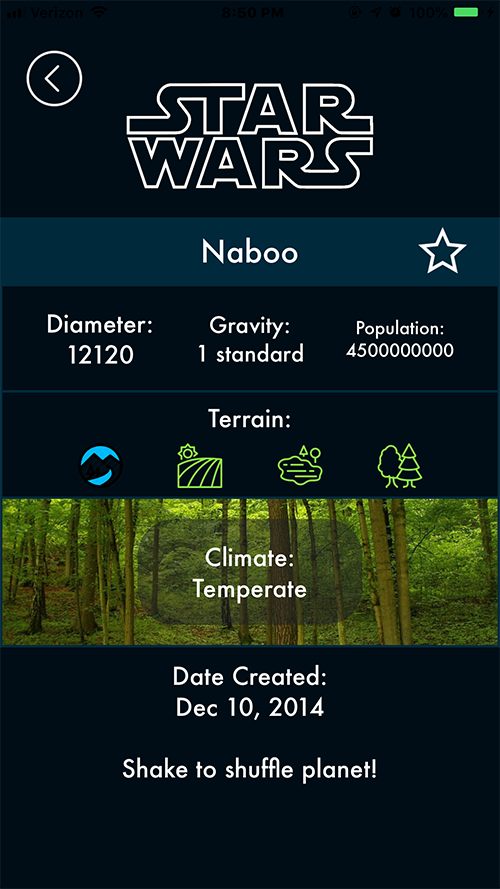 Verizon 8:50 PM 100%
STAR
WARS
Naboo
Diameter:
12120
Gravity:
1 standard
Population:
4500000000
Terrain:
Climate:
Temperate
Date Created:
Dec 10, 2014
Shake to shuffle planet!